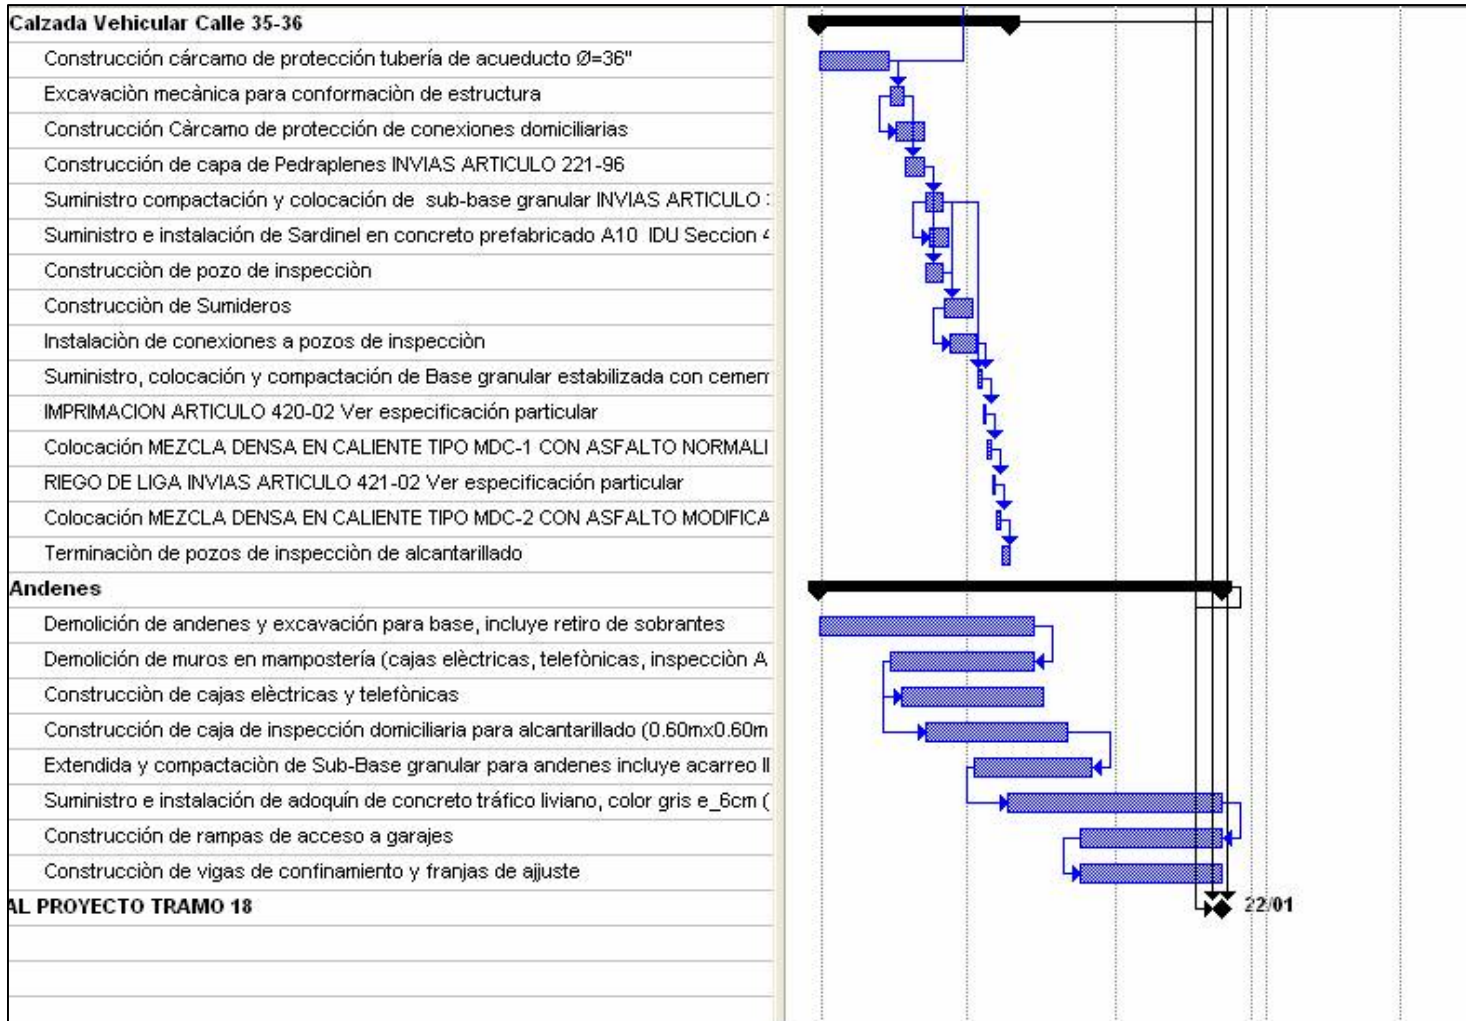 Calzada Vehicular Calle 35-36
Construcción cárcamo de protección tubería de acueducto Ø=36"
Excavaciòn mecànica para conformaciòn de estructura
Construcción Càrcamo de protección de conexiones domiciliarias
Construcción de capa de Pedraplenes INVIAS ARTICULO 221-96
Suministro compactación y colocación de sub-base granular INVIAS ARTICULO
Suministro e instalación de Sardinel en concreto prefabricado A10 IDU Seccion 4
Construcciòn de pozo de inspecciòn
Construcciòn de Sumideros
Instalaciòn de conexiones a pozos de inspecciòn
Suministro, colocación y compactación de Base granular estabilizada con cemen
IMPRIMACION ARTICULO 420-02 Ver especificación particular
Colocación MEZCLA DENSA EN CALIENTE TIPO MDC-1 CON ASFALTO NORMALI
RIEGO DE LIGA INVIAS ARTICULO 421-02 Ver especificación particular
Colocación MEZCLA DENSA EN CALIENTE TIPO MDC-2 CON ASFALTO MODIFICA
Terminaciòn de pozos de inspecciòn de alcantarillado
Andenes
Demolición de andenes y excavación para base, incluye retiro de sobrantes
Demolición de muros en mampostería (cajas elèctricas, telefònicas, inspecciòn A
Construcciòn de cajas elèctricas y telefònicas
Construcción de caja de inspección domiciliaria para alcantarillado (0.60mx0.60m
Extendida y compactaciòn de Sub-Base granular para andenes incluye acarreo ll
Suministro e instalación de adoquín de concreto tráfico liviano, color gris e_6cm (
Construcción de rampas de acceso a garajes
Construcciòn de vigas de confinamiento y franjas de ajjuste
AL PROYECTO TRAMO 18
22/01